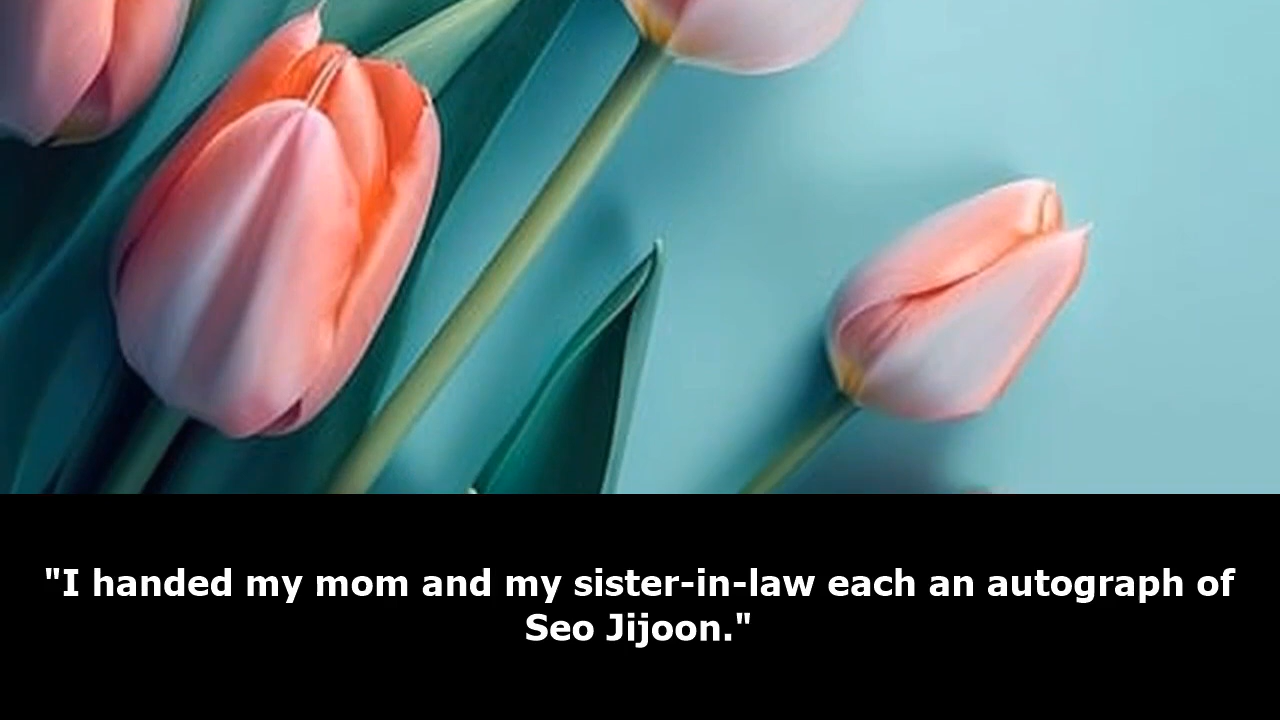 "I handed my mom and my sister-in-law each an autograph of
Seo Jijoon."